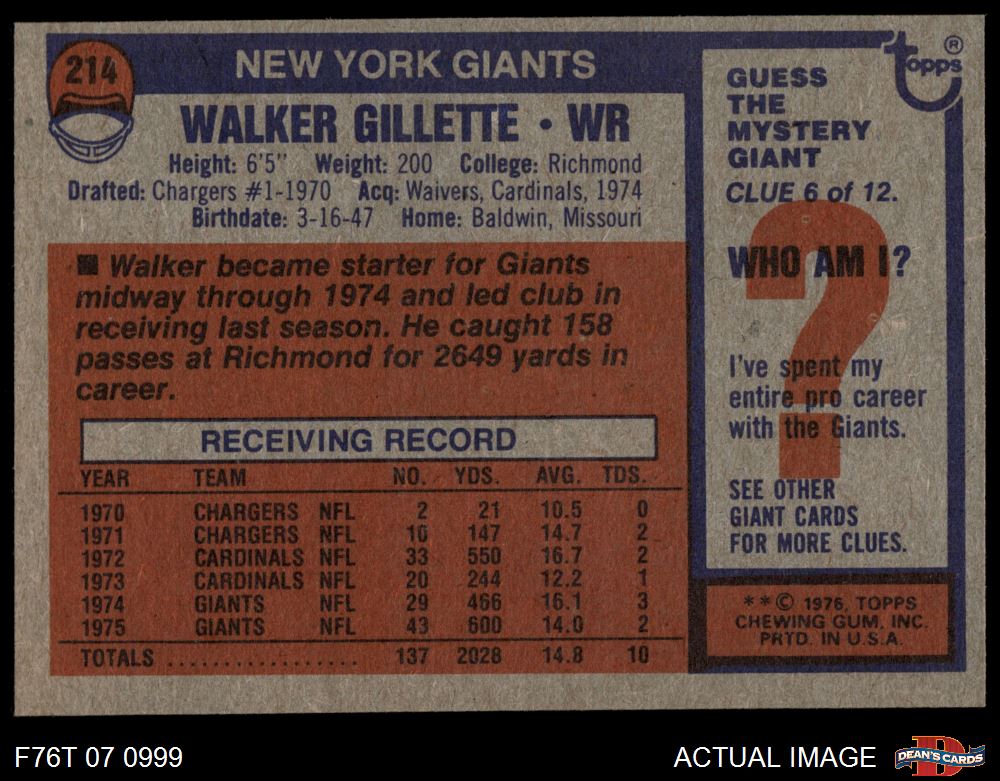 214
NEW YORK GIANTS
WALKER GILLETTE • WR
Height: 6'5" Weight: 200 College: Richmond
Drafted: Chargers #1-1970 Acq: Waivers, Cardinals, 1974
Birthdate: 3-16-47 Home: Baldwin, Missouri
■ Walker became starter for Giants
midway through 1974 and led club in
receiving last season. He caught 158
passes at Richmond for 2649 yards in
career.
RECEIVING RECORD
YEAR TEAM NO. YDS. AVG. TDS.
1970 CHARGERS NFL 2 21 10.5 0
1971 CHARGERS NFL 10 147 14.7 2
1972 CARDINALS NFL 33 550 16.7 2
1973 CARDINALS NFL 20 244 12.2 1
1974 GIANTS NFL 29 466 16.1 3
1975 GIANTS NFL 43 600 14.0 2
TOTALS .................. 137 2028 14.8 10
topps ®
GUESS
THE
MYSTERY
GIANT
CLUE 6 of 12.
?
WHO AM I?
I've spent my
entire pro career
with the Giants.
SEE OTHER
GIANT CARDS
FOR MORE CLUES.
**© 1976, TOPPS
CHEWING GUM, INC.
PRTD. IN U.S.A.
F76T 07 0999
ACTUAL IMAGE
D
DEAN'S CARDS